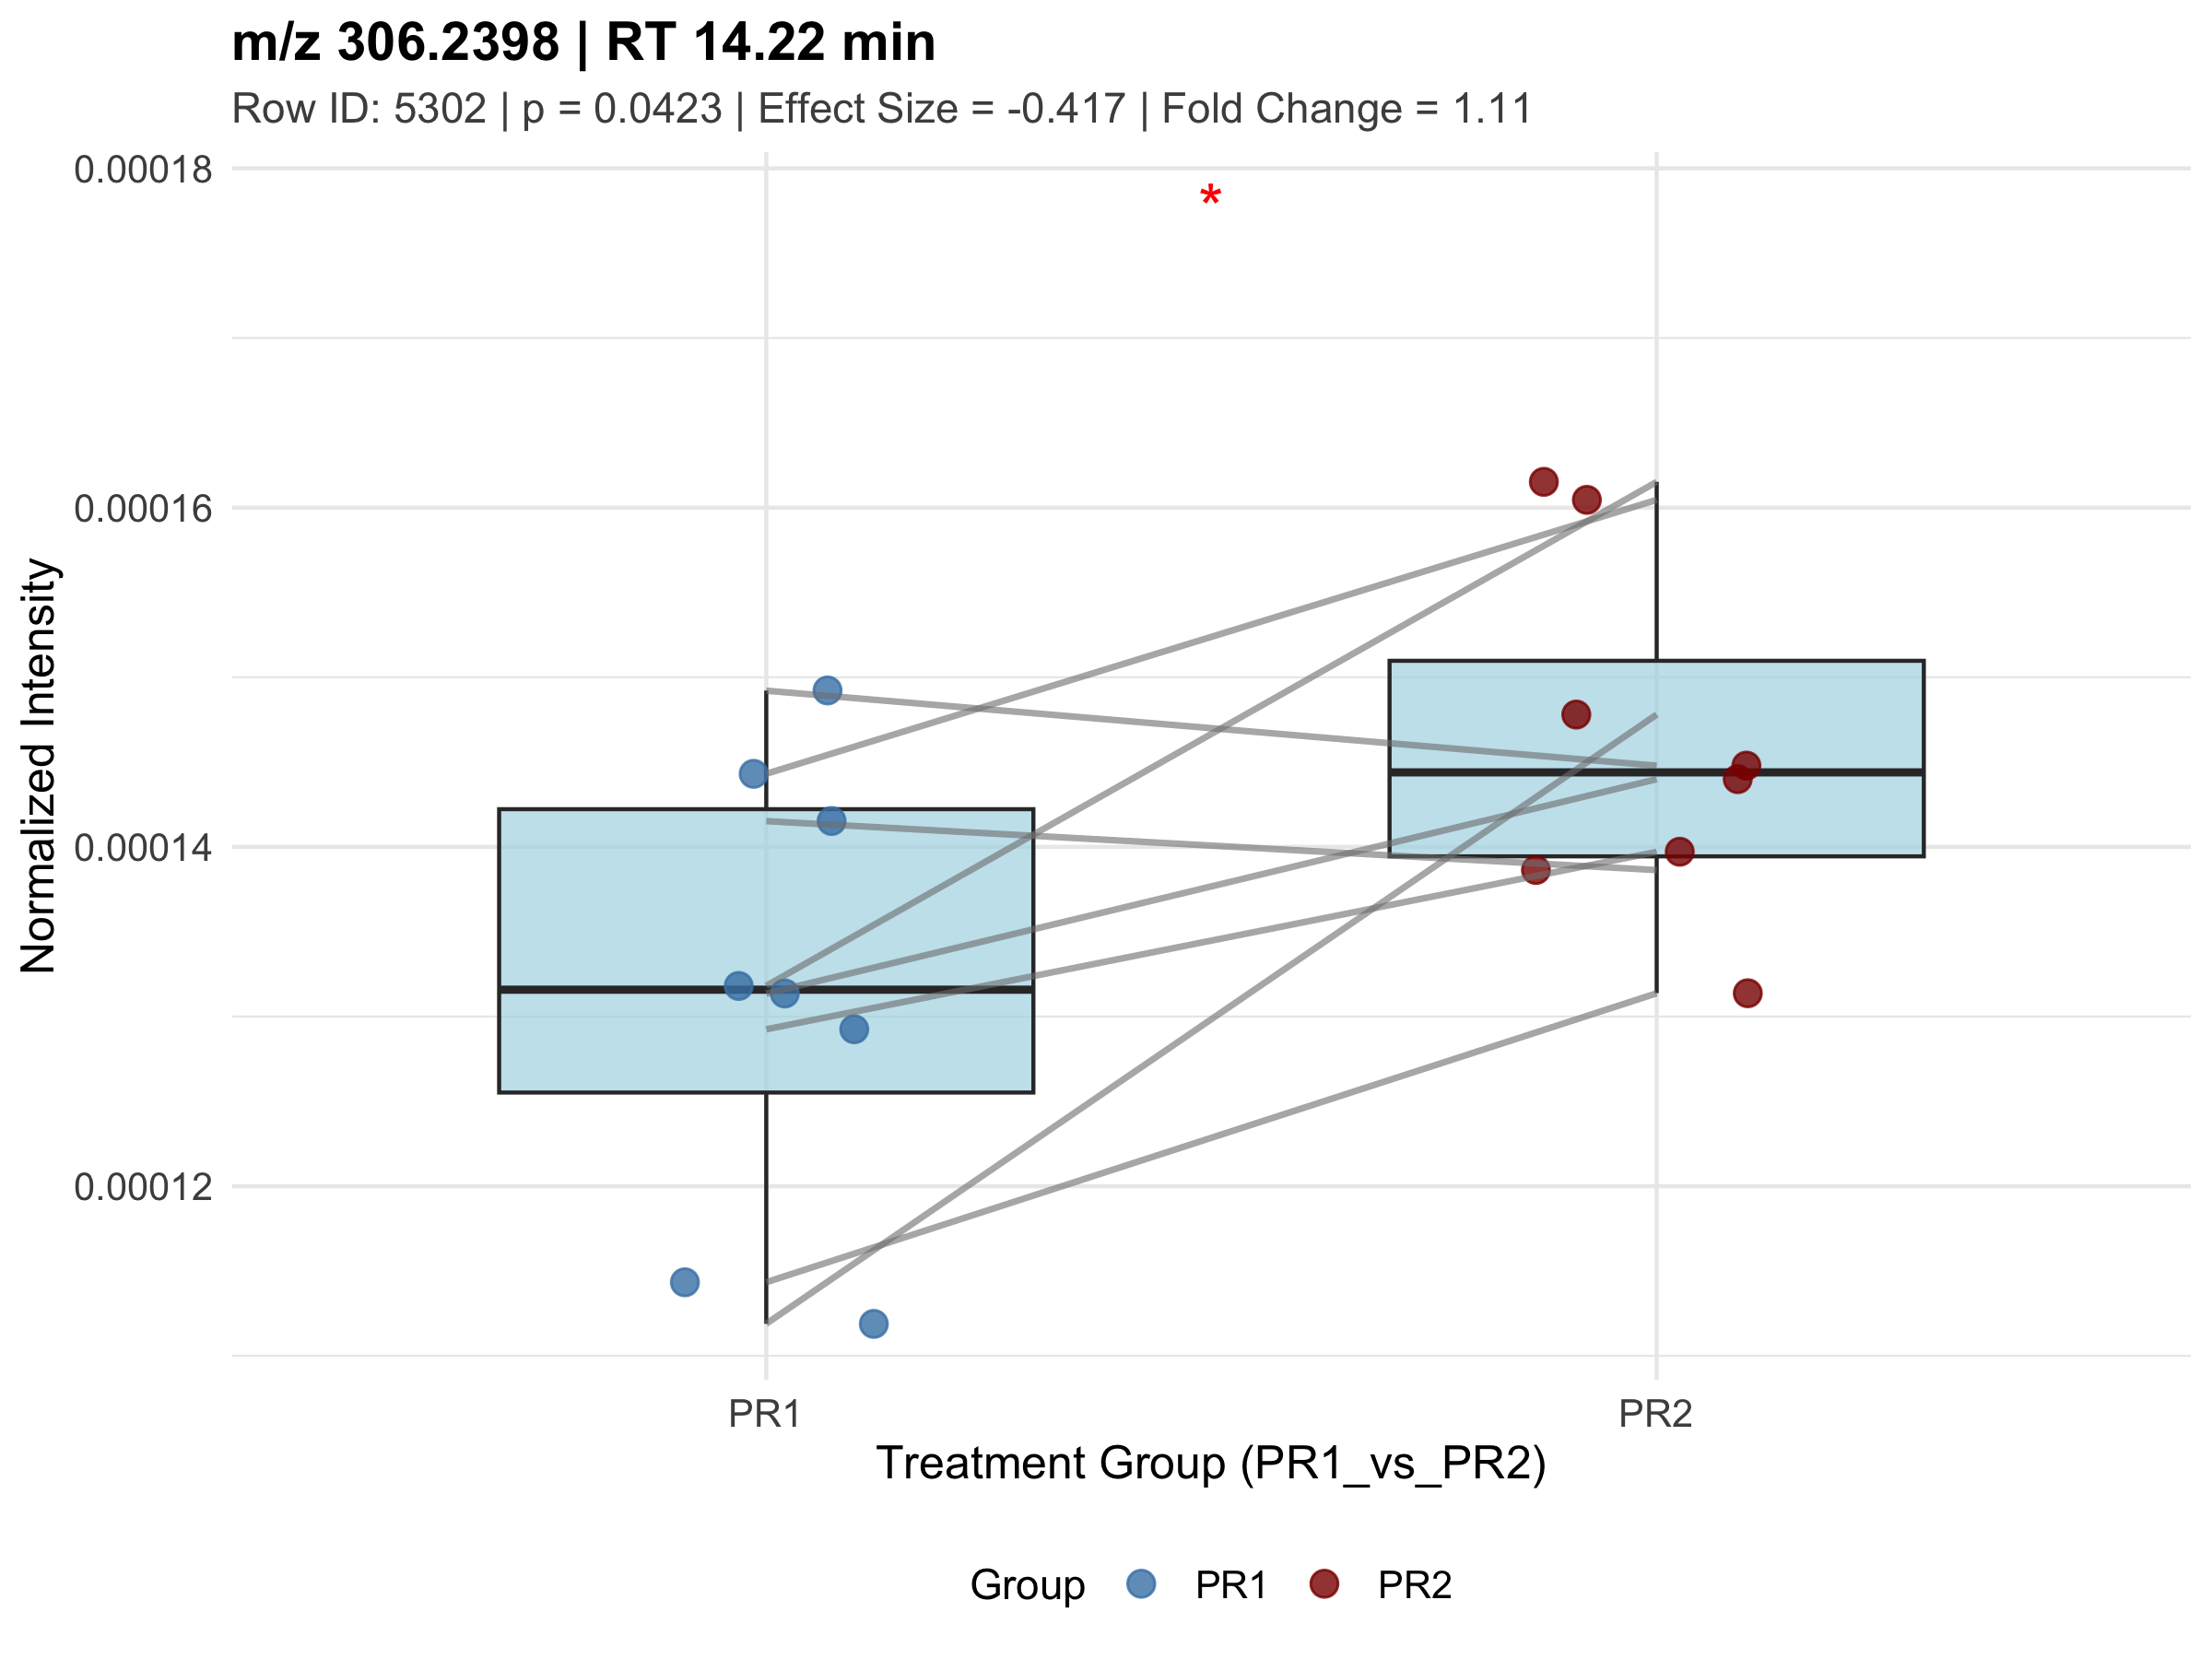 m/z 306.2398 | RT 14.22 min
Row ID: 5302 | p = 0.0423 | Effect Size = -0.417 | Fold Change = 1.11
0.00018
*
0.00016
0.00014
0.00012
Normalized Intensity
PR1 PR2
Treatment Group (PR1_vs_PR2)
Group PR1 PR2